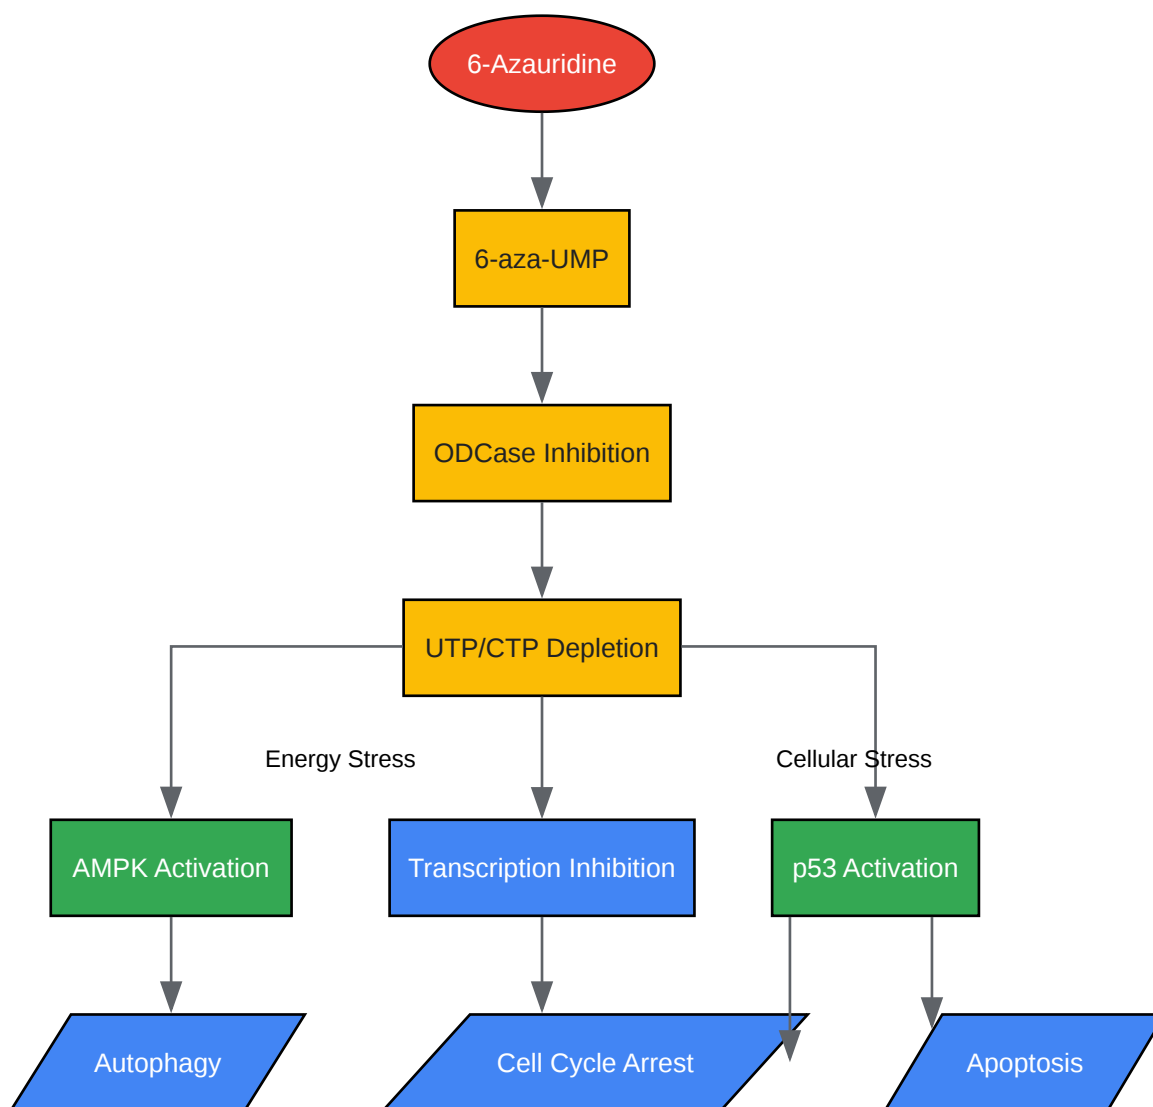 6-Azauridine
6-aza-UMP
ODCase Inhibition
UTP/CTP Depletion
Energy Stress
Cellular Stress
AMPK Activation
Transcription Inhibition
p53 Activation
Autophagy
Cell Cycle Arrest
Apoptosis